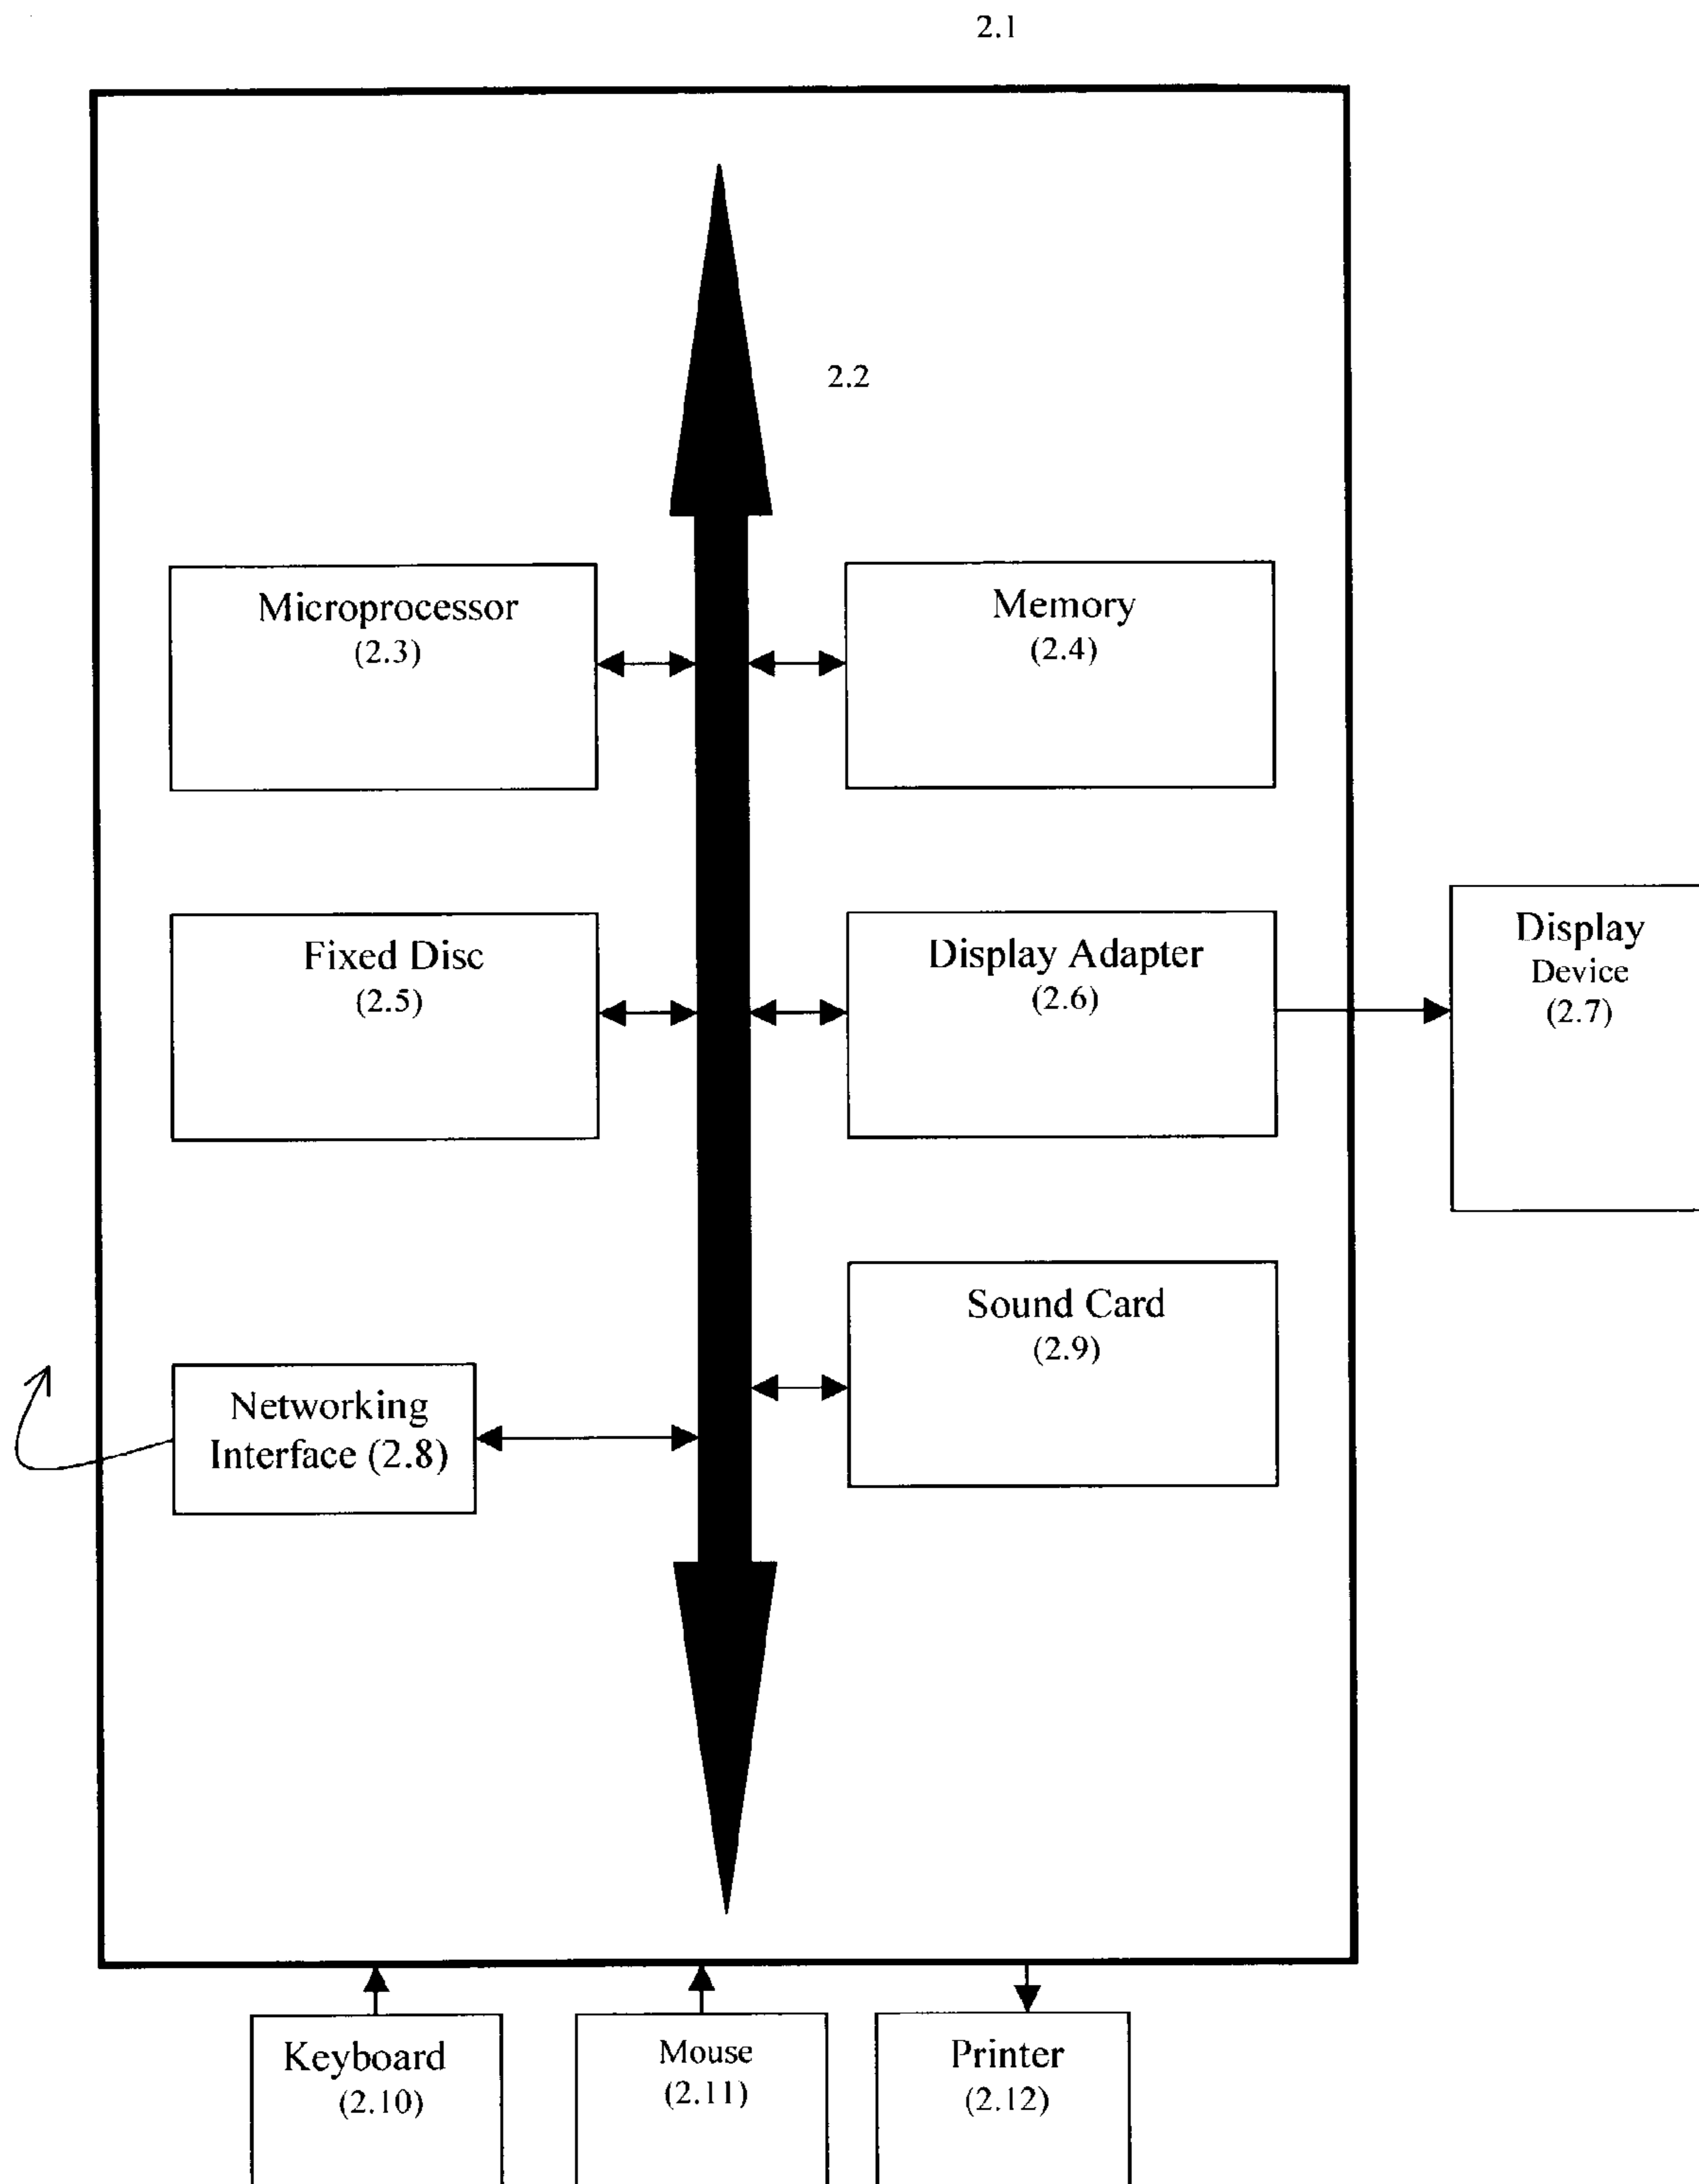 2.1
2.2
Microprocessor
(2.3)
Memory
(2.4)
Fixed Disc
(2.5)
Display Adapter
(2.6)
Display
Device
(2.7)
Sound Card
(2.9)
Networking
Interface (2.8)
Keyboard
(2.10)
Mouse
(2.11)
Printer
(2.12)